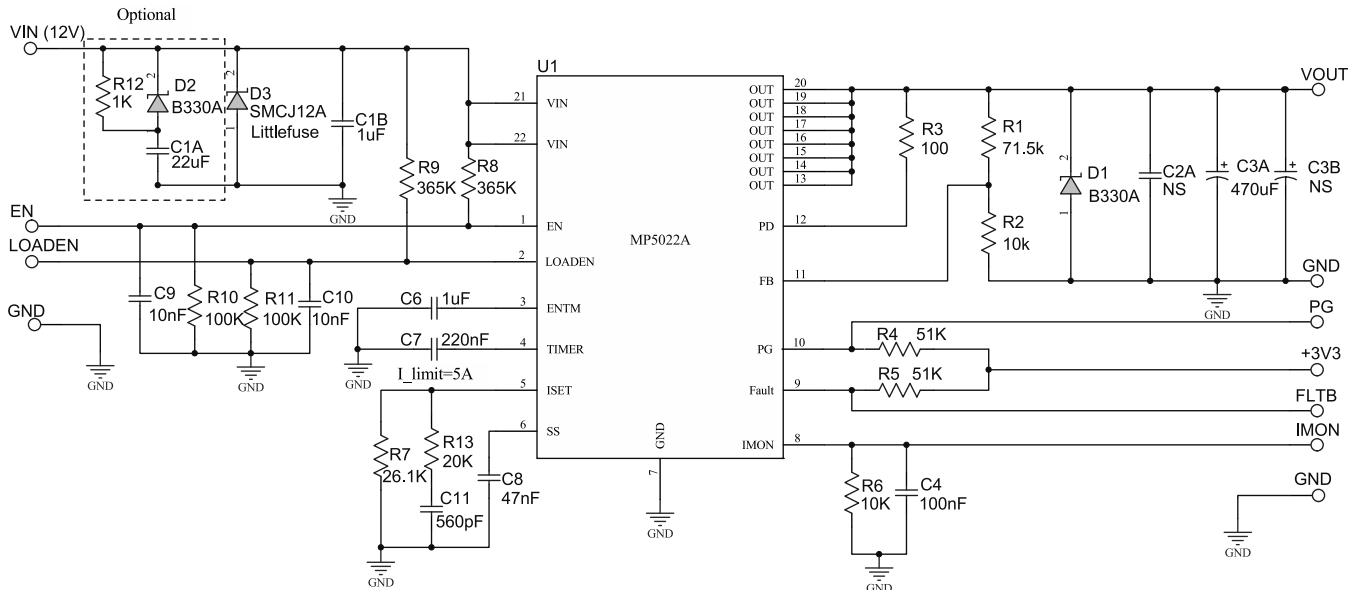 Optional
VIN (12V)
R12
1K
2
D2
B330A
C1A
22uF
2
D3
SMCJ12A
1
Littlefuse
C1B
1uF
GND
R9
365K
R8
365K
U1
21
VIN
22
VIN
EN
1
EN
LOADEN
2
LOADEN
C9
10nF
R10
100K
R11
100K
C10
10nF
GND
GND
GND
C6
1uF
3
ENTM
C7
220nF
4
TIMER
GND
I_limit=5A
5
ISET
6
SS
R7
26.1K
R13
20K
C11
560pF
C8
47nF
GND
MP5022A
GND
7
GND
OUT
20
OUT
19
OUT
18
OUT
17
OUT
16
OUT
15
OUT
14
OUT
13
PD
12
FB
11
PG
10
Fault
9
IMON
8
R3
100
R1
71.5k
R2
10k
2
D1
B330A
1
C2A
NS
+
C3A
470uF
+
C3B
NS
VOUT
GND
GND
PG
R4
51K
+3V3
R5
51K
FLTB
IMON
R6
10K
C4
100nF
GND
GND
GND